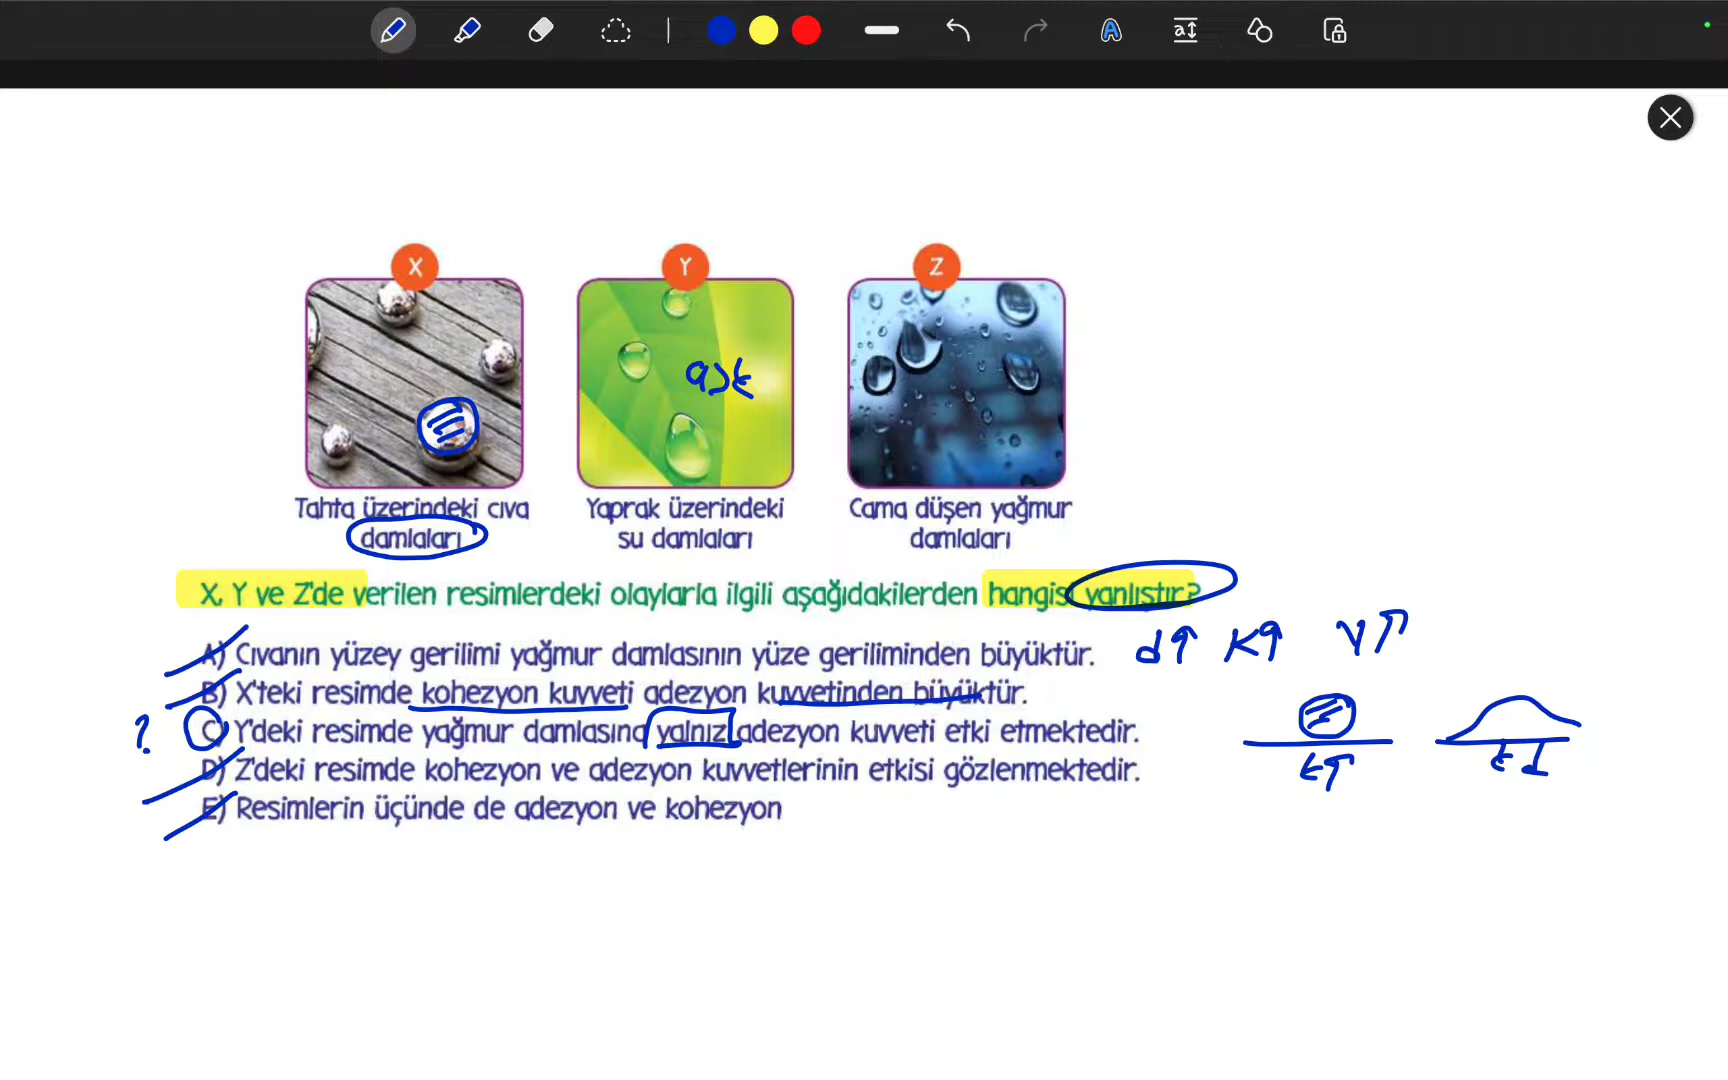 X
Y
Z
a>k
Tahta üzerindeki cıva
damlaları
Yaprak üzerindeki
su damlaları
Cama düşen yağmur
damlaları
X, Y ve Z'de verilen resimlerdeki olaylarla ilgili aşağıdakilerden hangisi yanlıştır?
A) Cıvanın yüzey gerilimi yağmur damlasının yüze geriliminden büyüktür.
d↑ K↑ Y↑
B) X'teki resimde kohezyon kuvveti adezyon kuvvetinden büyüktür.
? C) Y'deki resimde yağmur damlasına yalnız adezyon kuvveti etki etmektedir.
D) Z'deki resimde kohezyon ve adezyon kuvvetlerinin etkisi gözlenmektedir.
E) Resimlerin üçünde de adezyon ve kohezyon